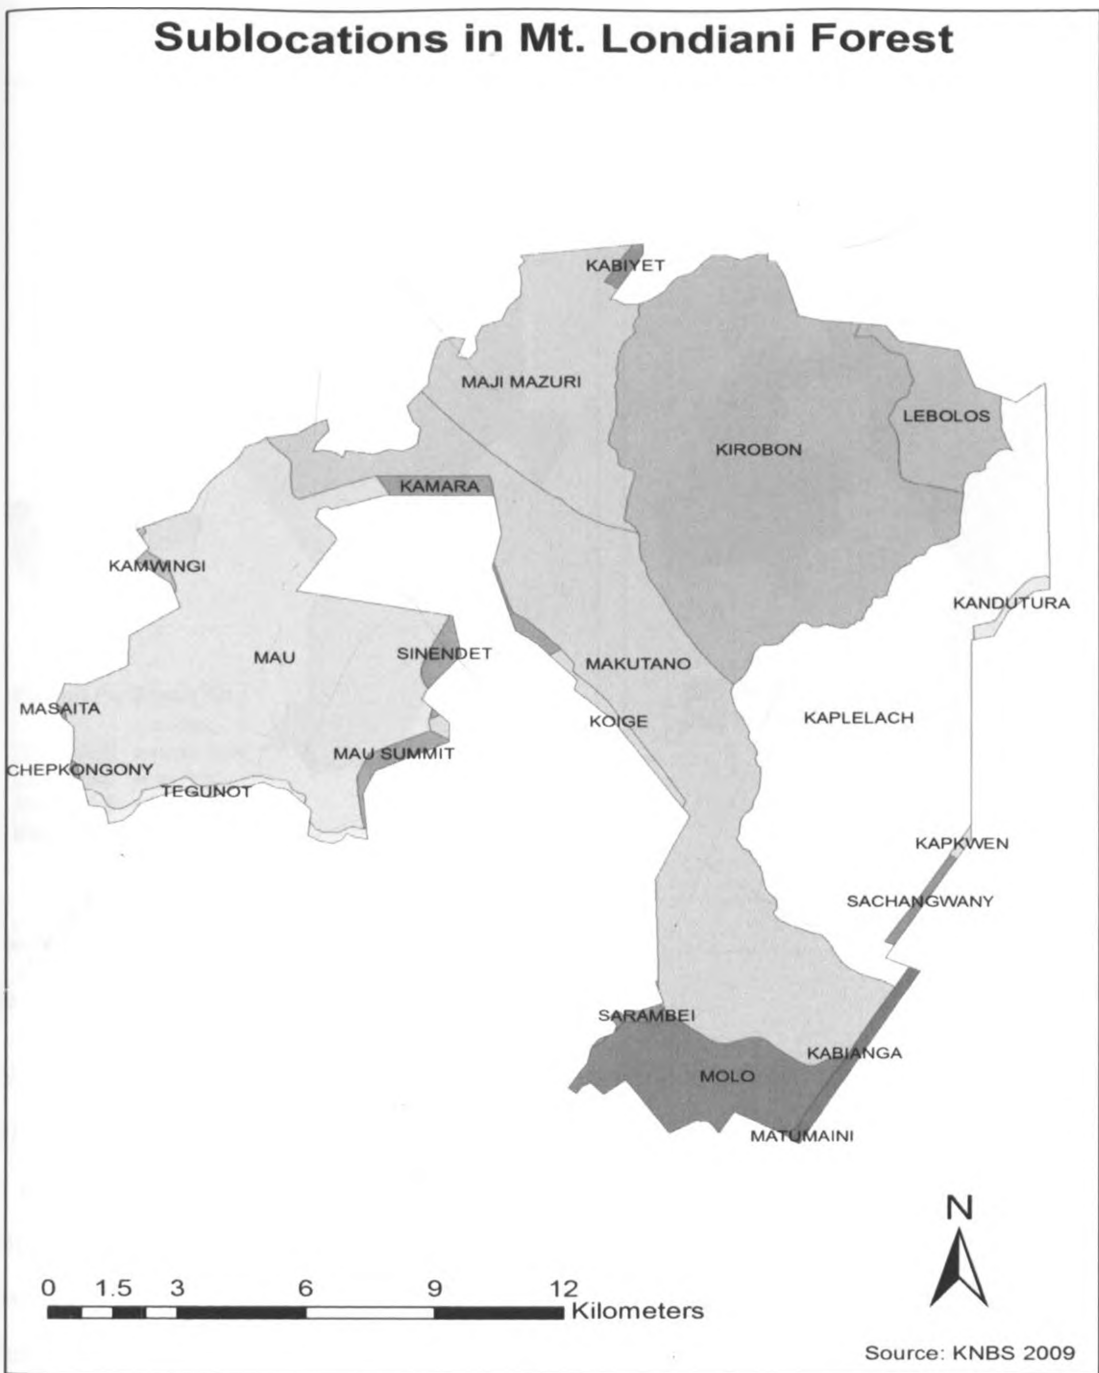 Sublocations in Mt. Londiani Forest
KABIYET
MAJI MAZURI
LEBOLOS
KIROBON
KAMARA
KAMWINGI
KANDUTURA
MAU
SINENDET
MAKUTANO
MASAITA
KOIGE
KAPLELACH
MAU SUMMIT
CHEPKONGONY
TEGUNOT
KAPKWEN
SACHANGWANY
SARAMBEI
KABIANGA
MOLO
MATUMAINI
N
0 1.5 3 6 9 12
Kilometers
Source: KNBS 2009